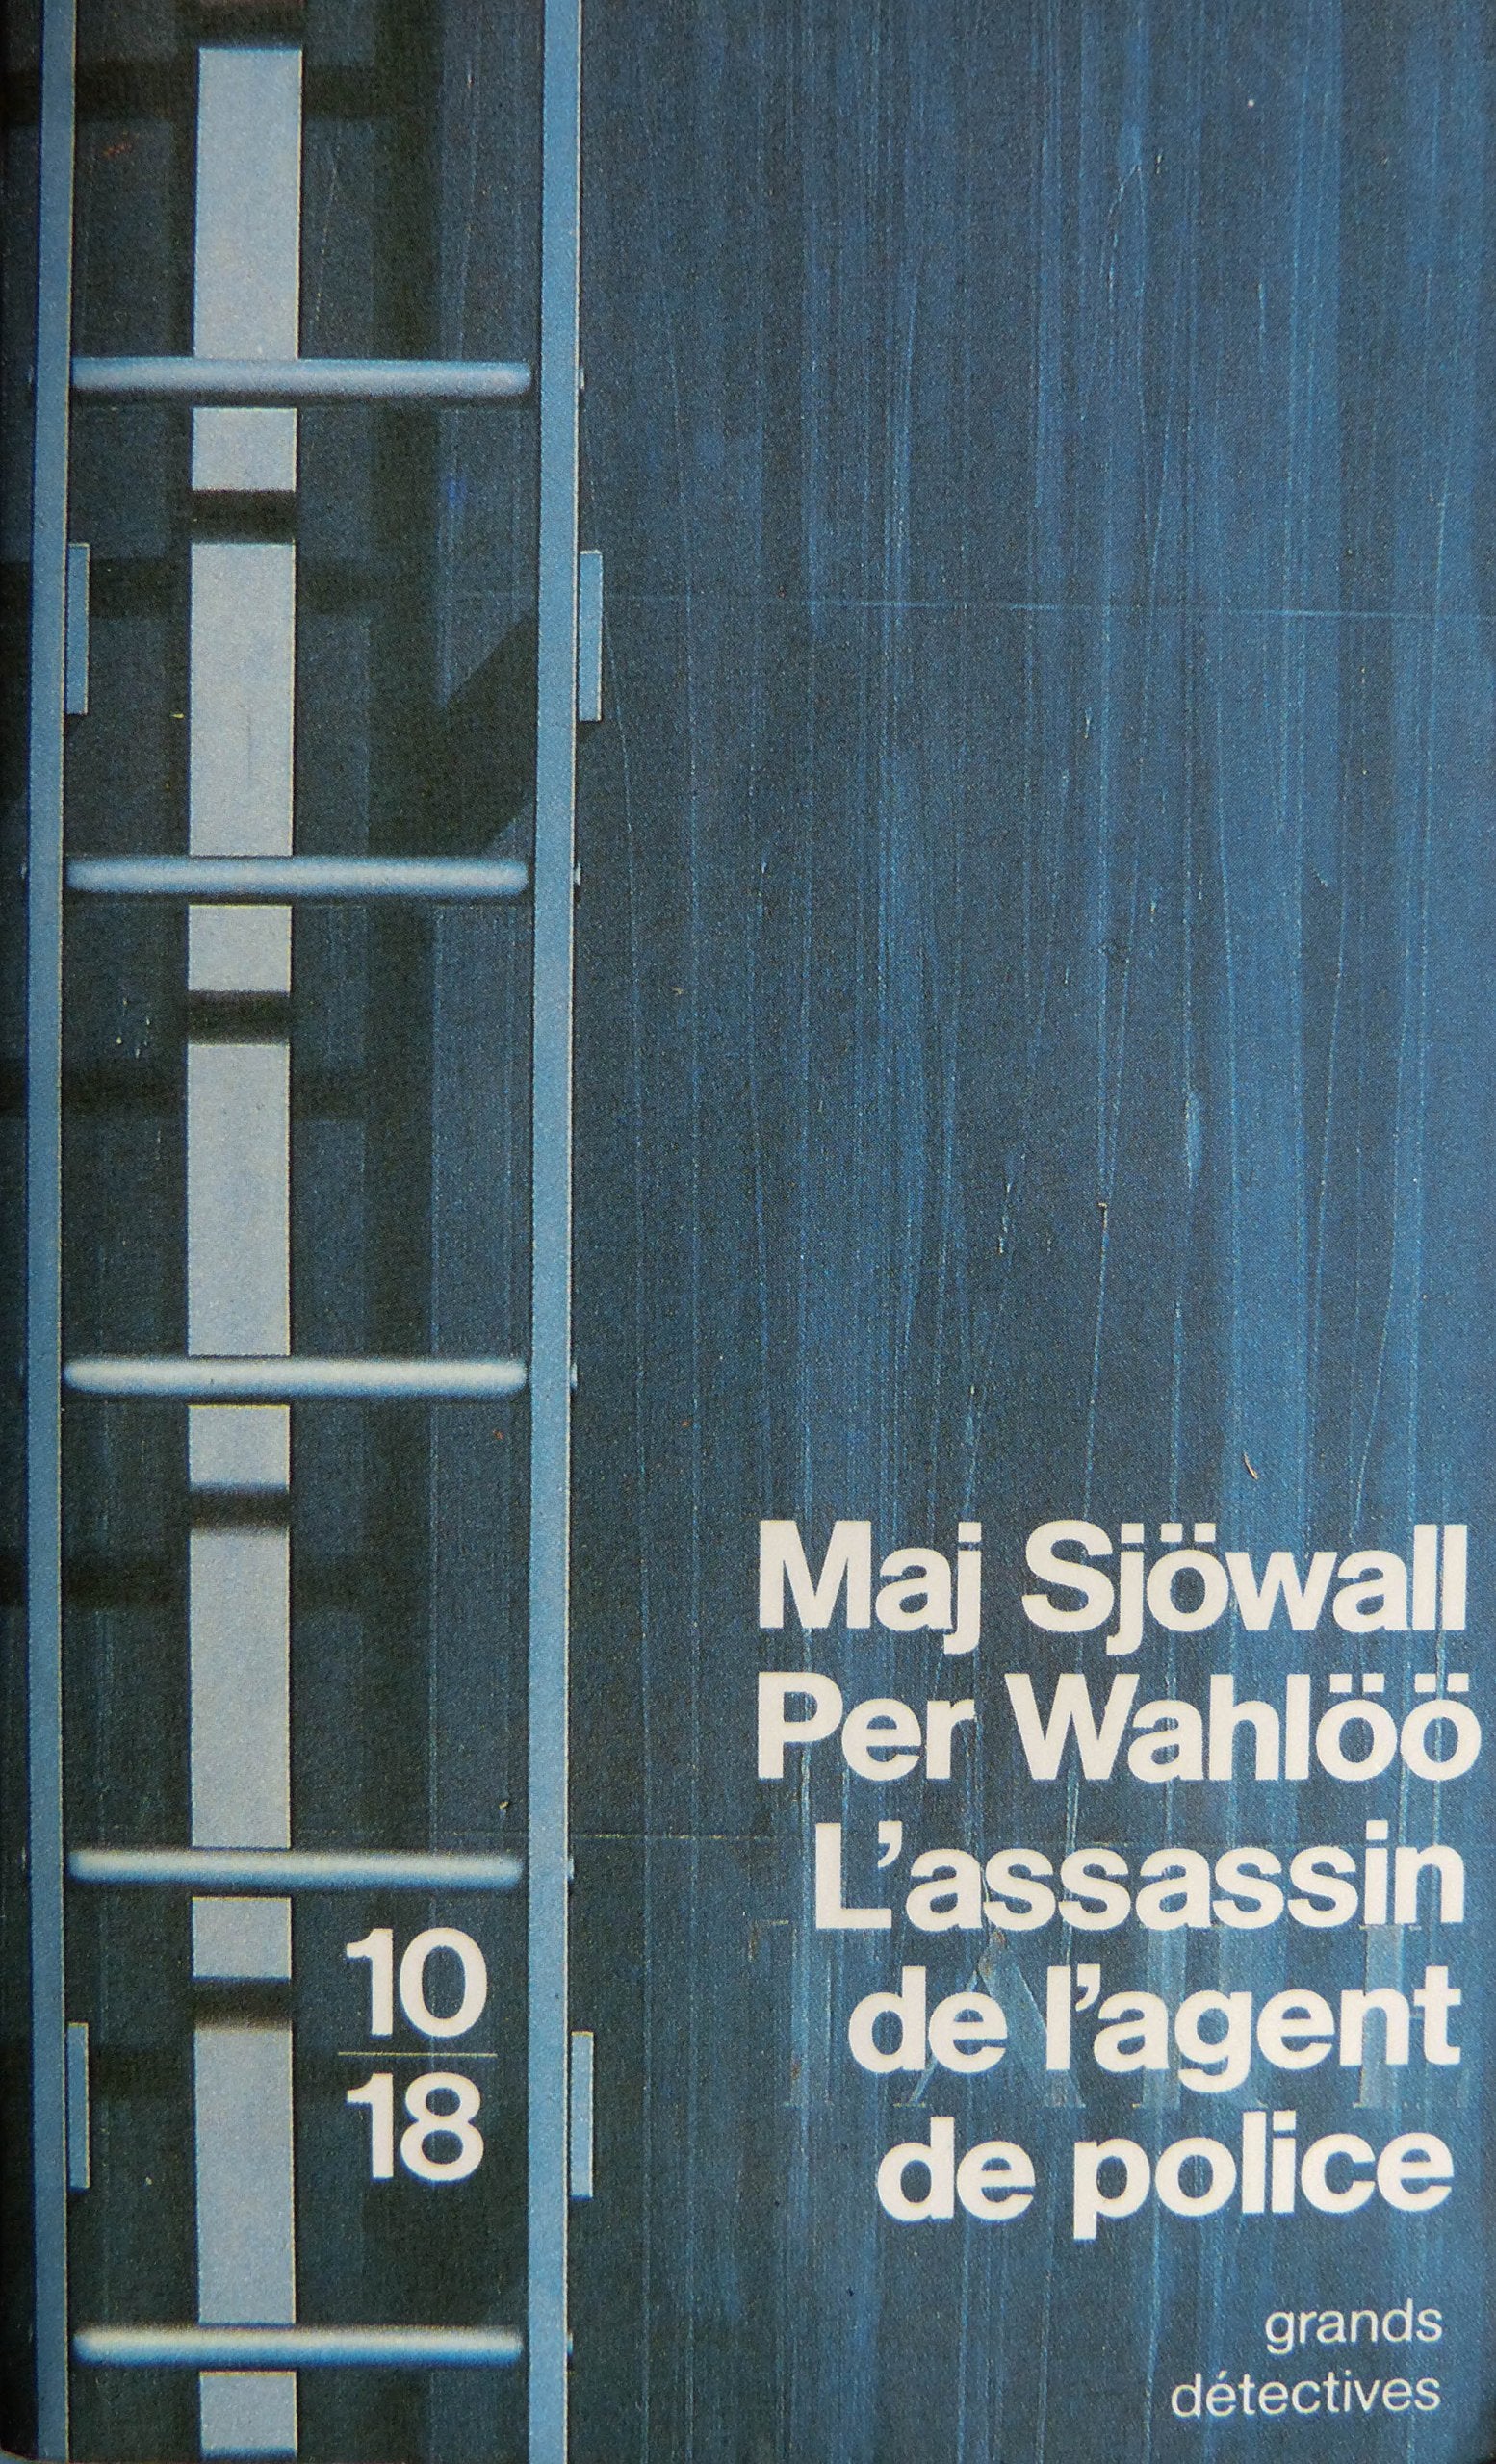 Maj Sjöwall
Per Wahlöö
L'assassin
de l'agent
de police
10
18
grands
détectives